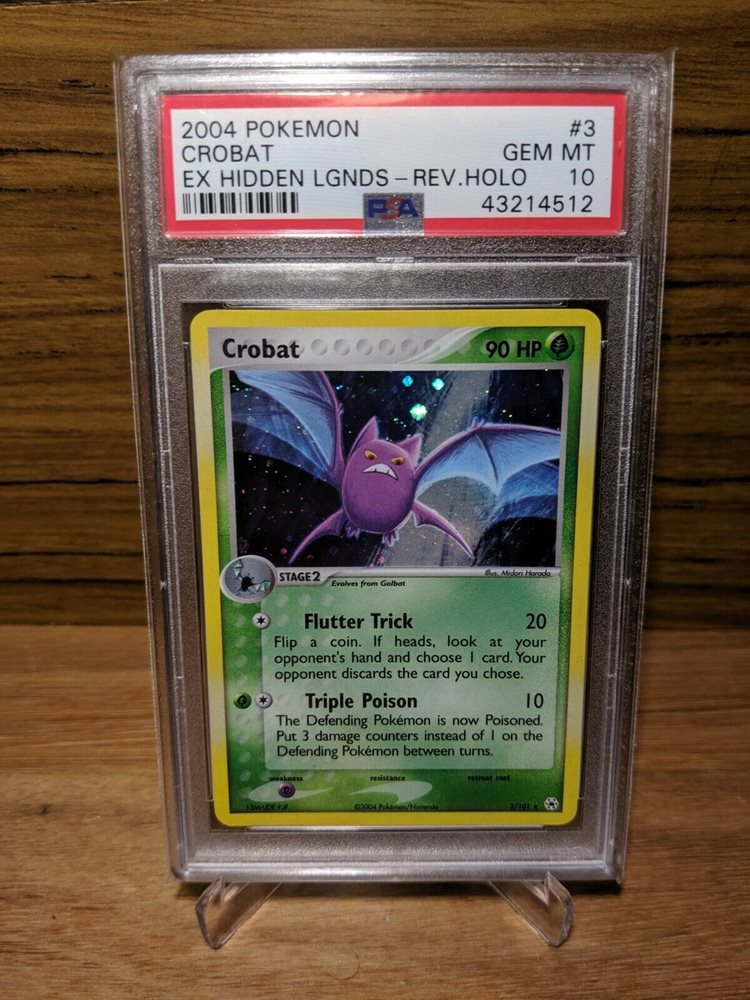 2004 POKEMON #3
CROBAT GEM MT
EX HIDDEN LGNDS – REV.HOLO 10
PSA 43214512
Crobat 90 HP
STAGE 2 Evolves from Golbat Illus. Midori Harada
Flutter Trick 20
Flip a coin. If heads, look at your
opponent's hand and choose 1 card. Your
opponent discards the card you chose.
Triple Poison 10
The Defending Pokémon is now Poisoned.
Put 3 damage counters instead of 1 on the
Defending Pokémon between turns.
weakness resistance retreat cost
©2004 Pokémon/Nintendo 3/101